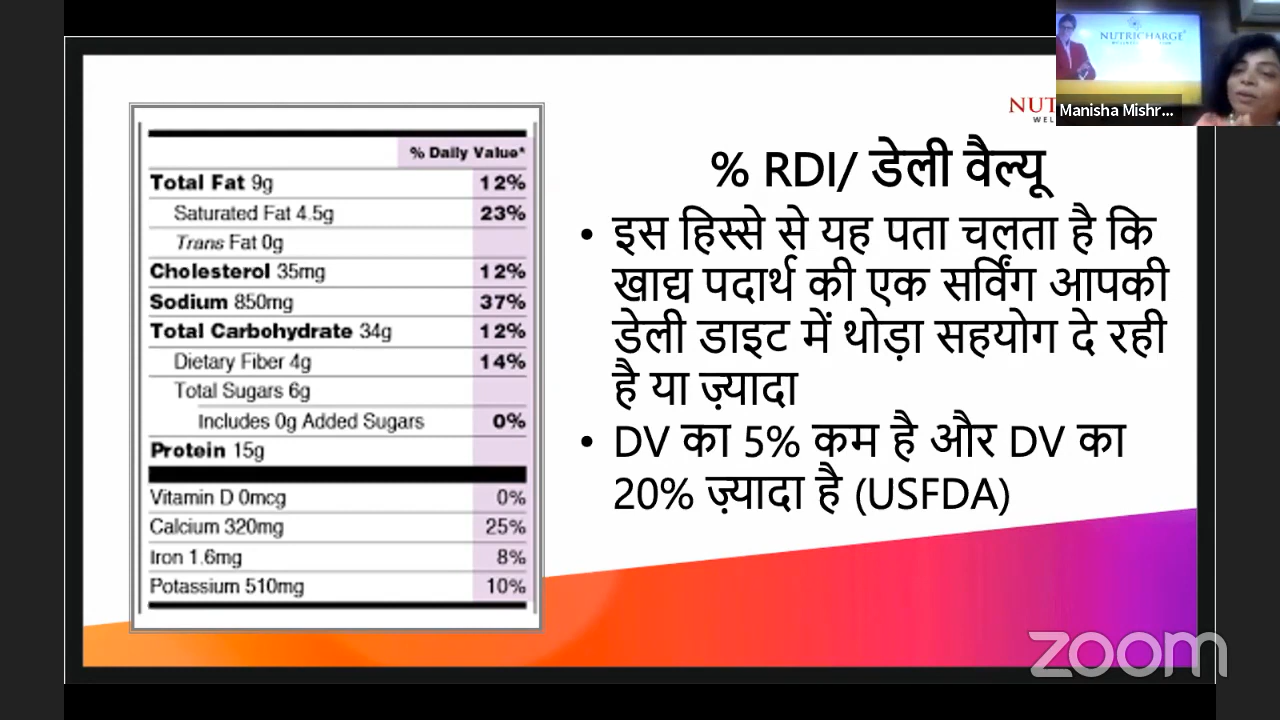 % Daily Value*
Total Fat 9g 12%
Saturated Fat 4.5g 23%
Trans Fat 0g
Cholesterol 35mg 12%
Sodium 850mg 37%
Total Carbohydrate 34g 12%
Dietary Fiber 4g 14%
Total Sugars 6g
Includes 0g Added Sugars 0%
Protein 15g
Vitamin D 0mcg 0%
Calcium 320mg 25%
Iron 1.6mg 8%
Potassium 510mg 10%
% RDI/ डेली वैल्यू
• इस हिस्से से यह पता चलता है कि
खाद्य पदार्थ की एक सर्विंग आपकी
डेली डाइट में थोड़ा सहयोग दे रही
है या ज़्यादा
• DV का 5% कम है और DV का
20% ज़्यादा है (USFDA)
NUT
WEL
NUTRICHARGE
Manisha Mishr...
zoom